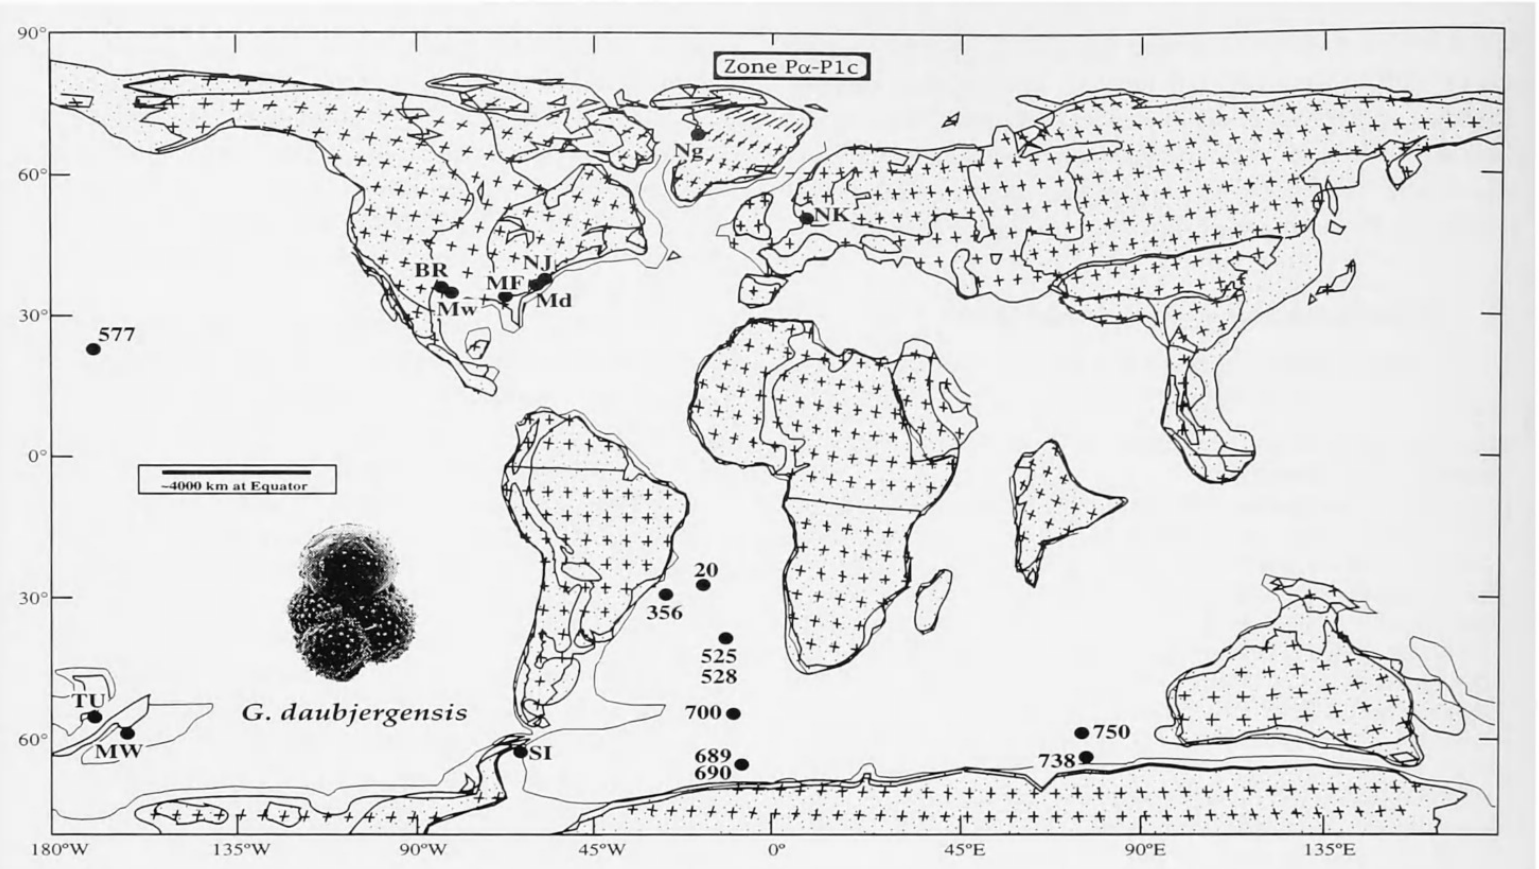 90°
Zone Pα-P1c
Ng
60°
NK
BR
NJ
MF
Mw
Md
30°
577
0°
~4000 km at Equator
20
30°
356
525
528
TU
G. daubjergensis
700
750
MW
60°
SI
689
690
738
180°W
135°W
90°W
45°W
0°
45°E
90°E
135°E